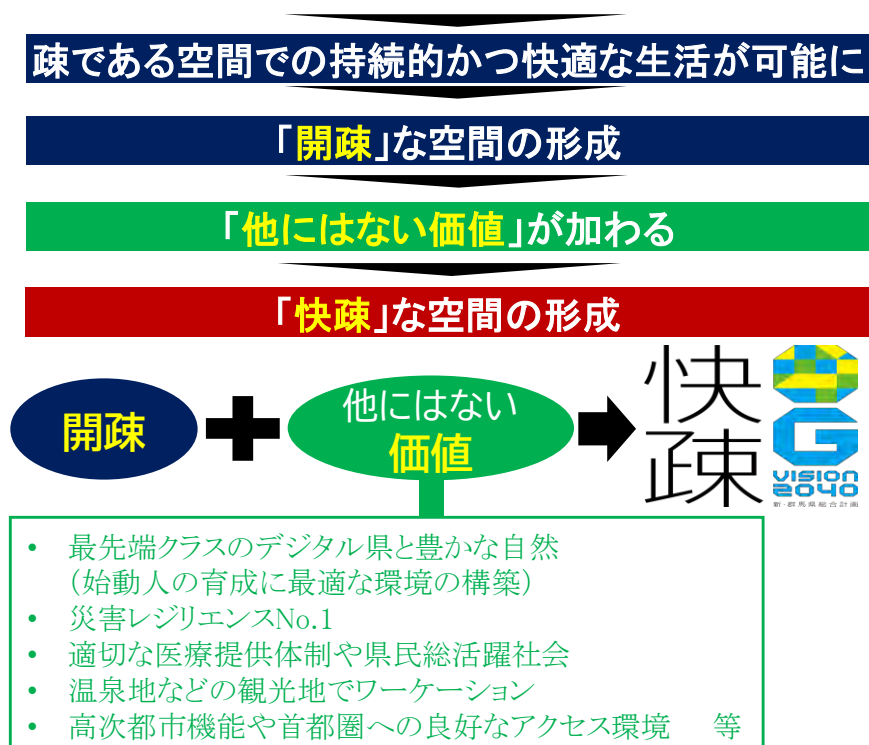 疎である空間での持続的かつ快適な生活が可能に
「開疎」な空間の形成
「他にはない価値」が加わる
「快疎」な空間の形成
開疎
他にはない
価値
快
疎
G
VISION
2040
新・群馬県総合計画
• 最先端クラスのデジタル県と豊かな自然
（始動人の育成に最適な環境の構築）
• 災害レジリエンスNo.1
• 適切な医療提供体制や県民総活躍社会
• 温泉地などの観光地でワーケーション
• 高次都市機能や首都圏への良好なアクセス環境　等